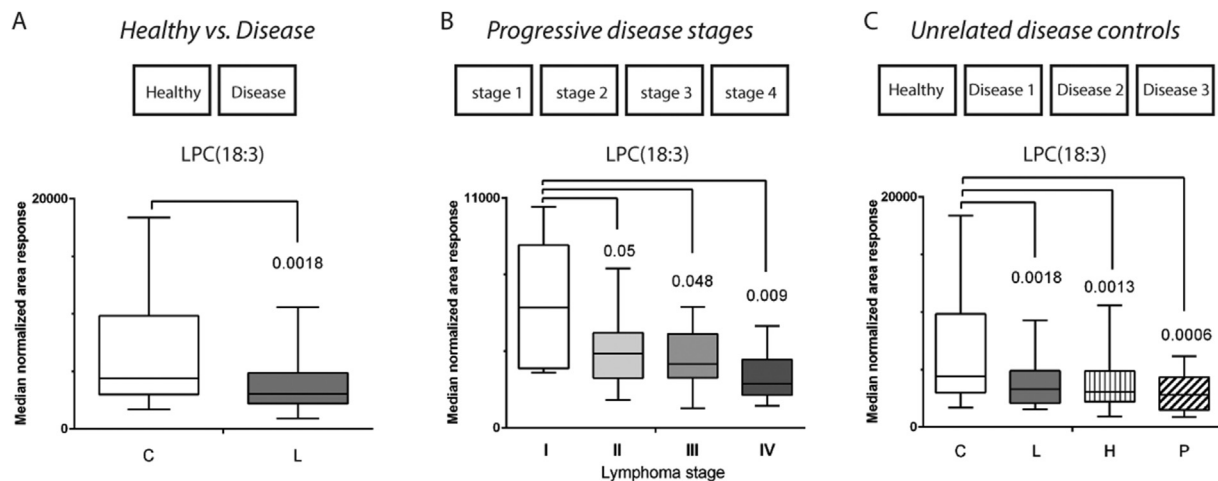 A
Healthy vs. Disease
Healthy
Disease
LPC(18:3)
Median normalized area response
20000
0
0.0018
C
L
B
Progressive disease stages
stage 1
stage 2
stage 3
stage 4
LPC(18:3)
Median normalized area response
11000
0
0.05
0.048
0.009
I
II
III
IV
Lymphoma stage
C
Unrelated disease controls
Healthy
Disease 1
Disease 2
Disease 3
LPC(18:3)
Median normalized area response
20000
0
0.0018
0.0013
0.0006
C
L
H
P